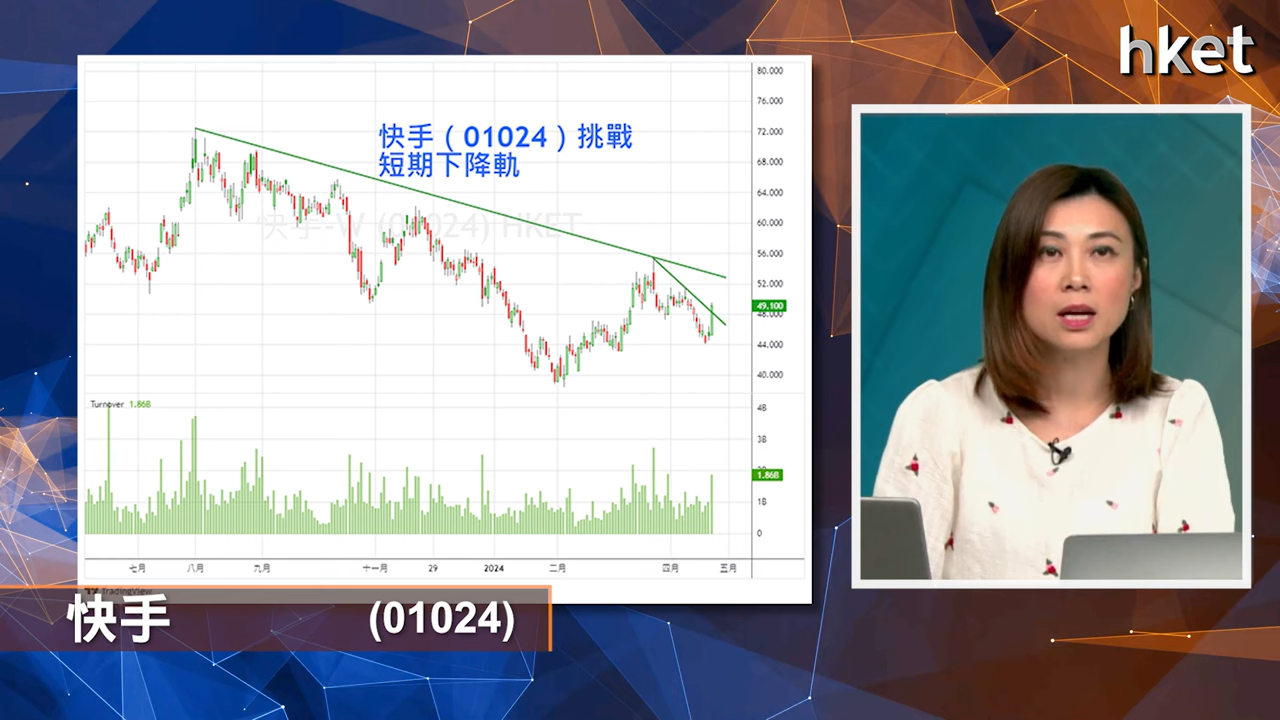 hket
80.000
76.000
72.000
快手（01024）挑戰
短期下降軌
68.000
64.000
快手-W (01024) HKET
60.000
56.000
52.000
49.100
48.000
44.000
40.000
Turnover 1.86B
4B
3B
1.86B
1B
0
七月 八月 九月 十一月 29 2024 二月 四月 五月
TradingView
快手 (01024)